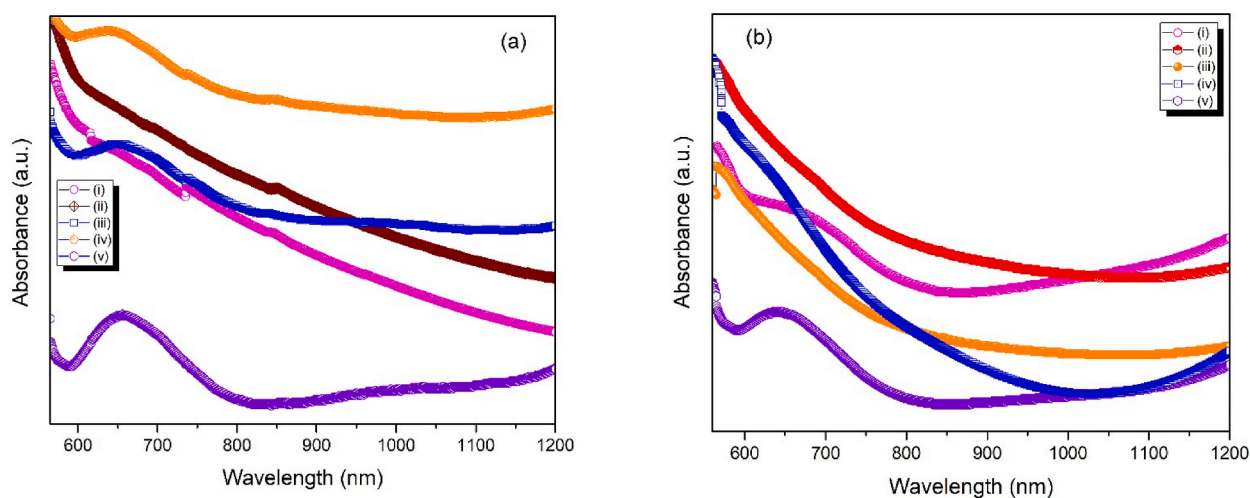 (a)
(i)
(ii)
(iii)
(iv)
(v)
Absorbance (a.u.)
600 700 800 900 1000 1100 1200
Wavelength (nm)
(b)
(i)
(ii)
(iii)
(iv)
(v)
Absorbance (a.u.)
600 700 800 900 1000 1100 1200
Wavelength (nm)